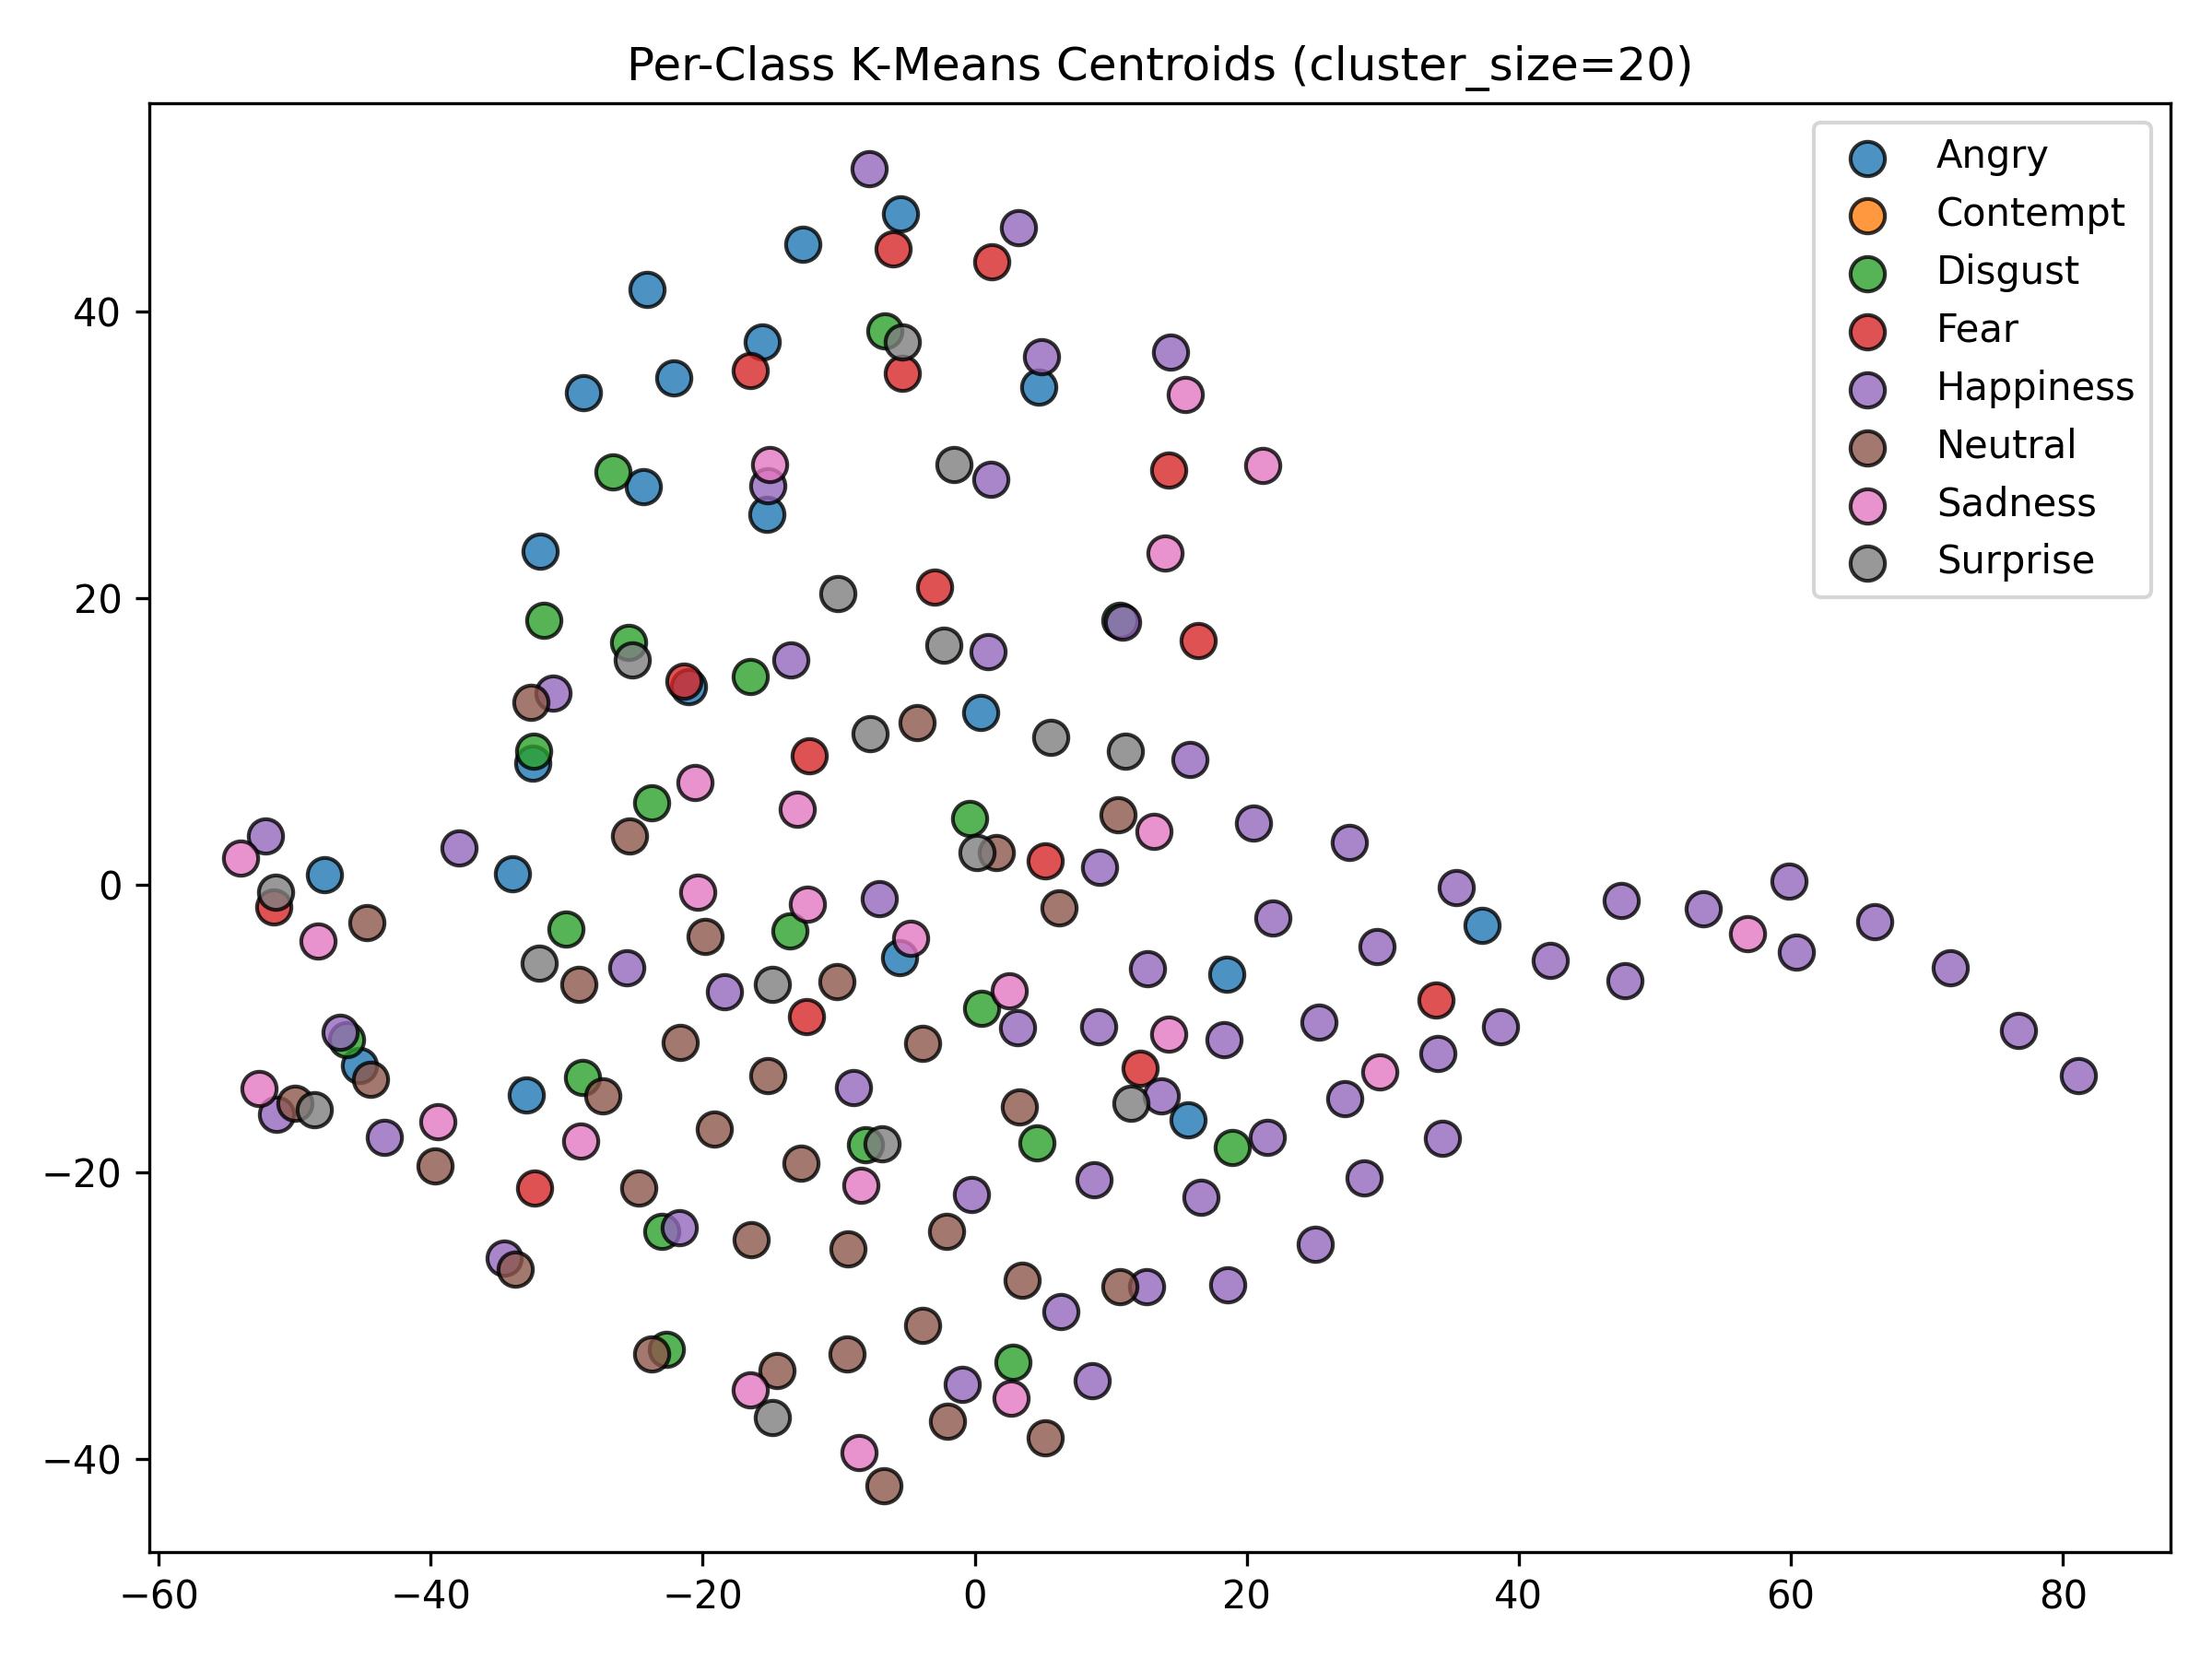 Per-Class K-Means Centroids (cluster_size=20)
Angry
Contempt
Disgust
Fear
Happiness
Neutral
Sadness
Surprise
40
20
0
−20
−40
−60 −40 −20 0 20 40 60 80